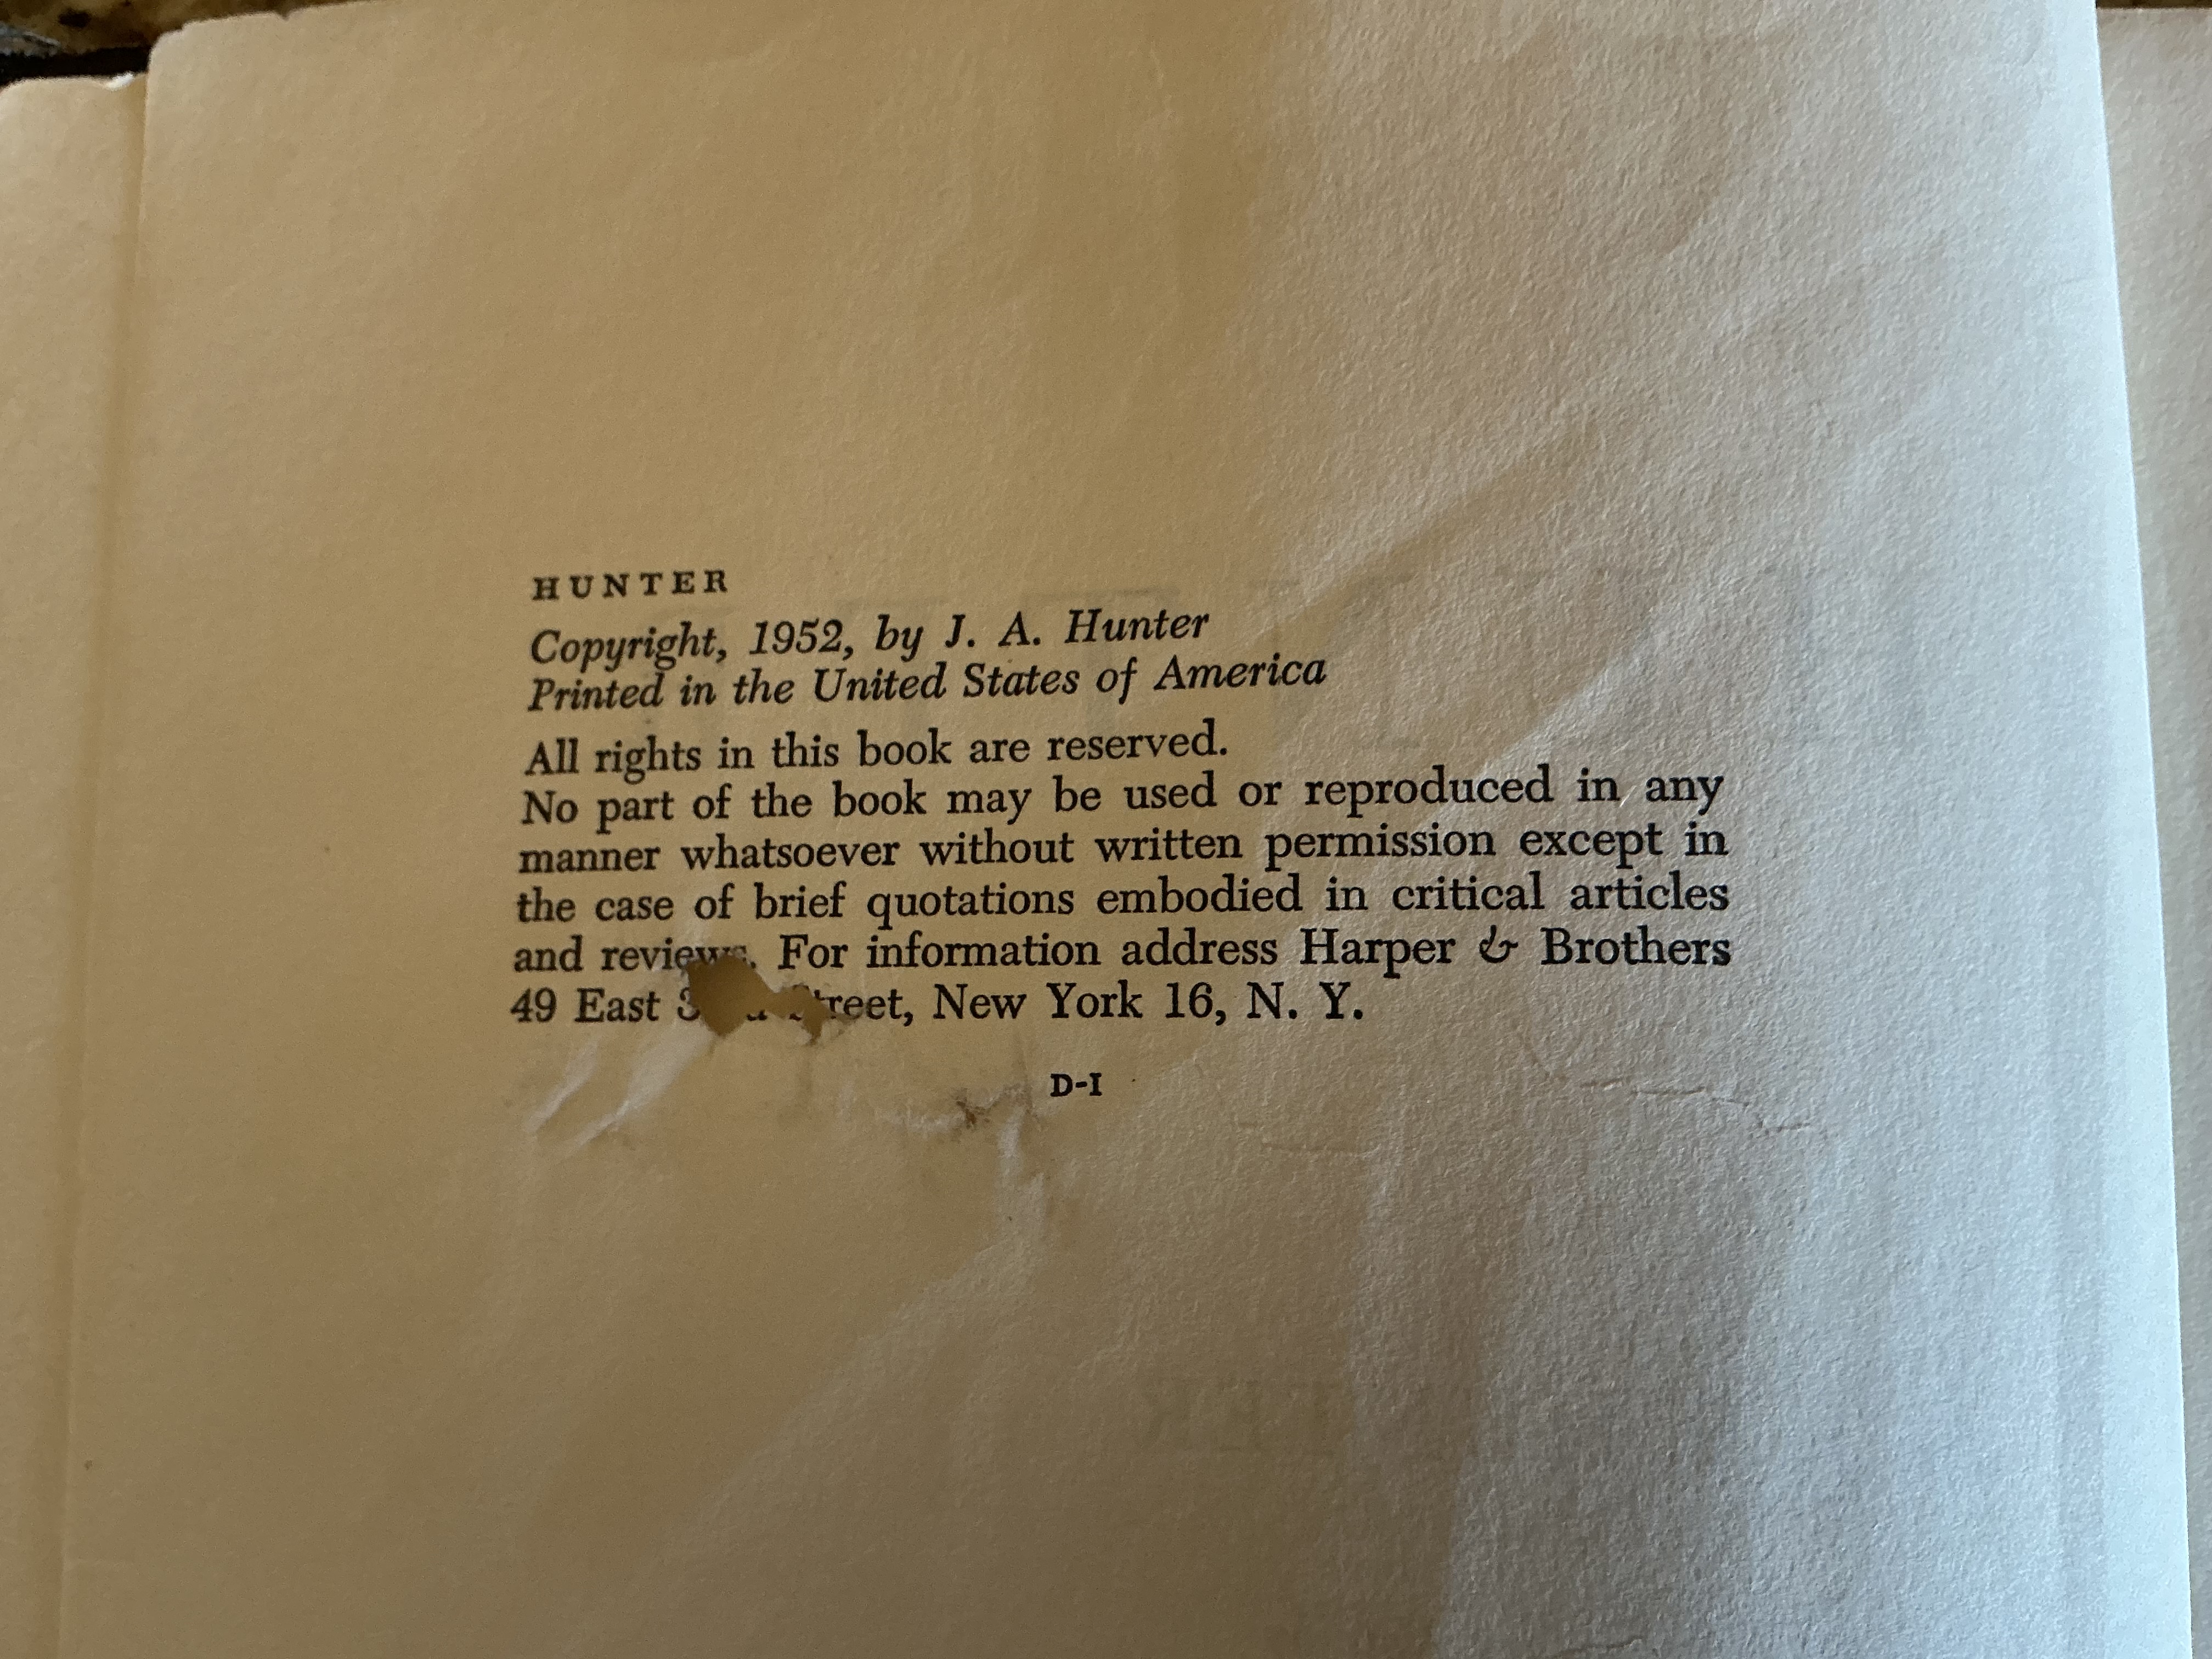 HUNTER
Copyright, 1952, by J. A. Hunter
Printed in the United States of America
All rights in this book are reserved.
No part of the book may be used or reproduced in any
manner whatsoever without written permission except in
the case of brief quotations embodied in critical articles
and reviews. For information address Harper & Brothers
49 East Street, New York 16, N. Y.
D-I